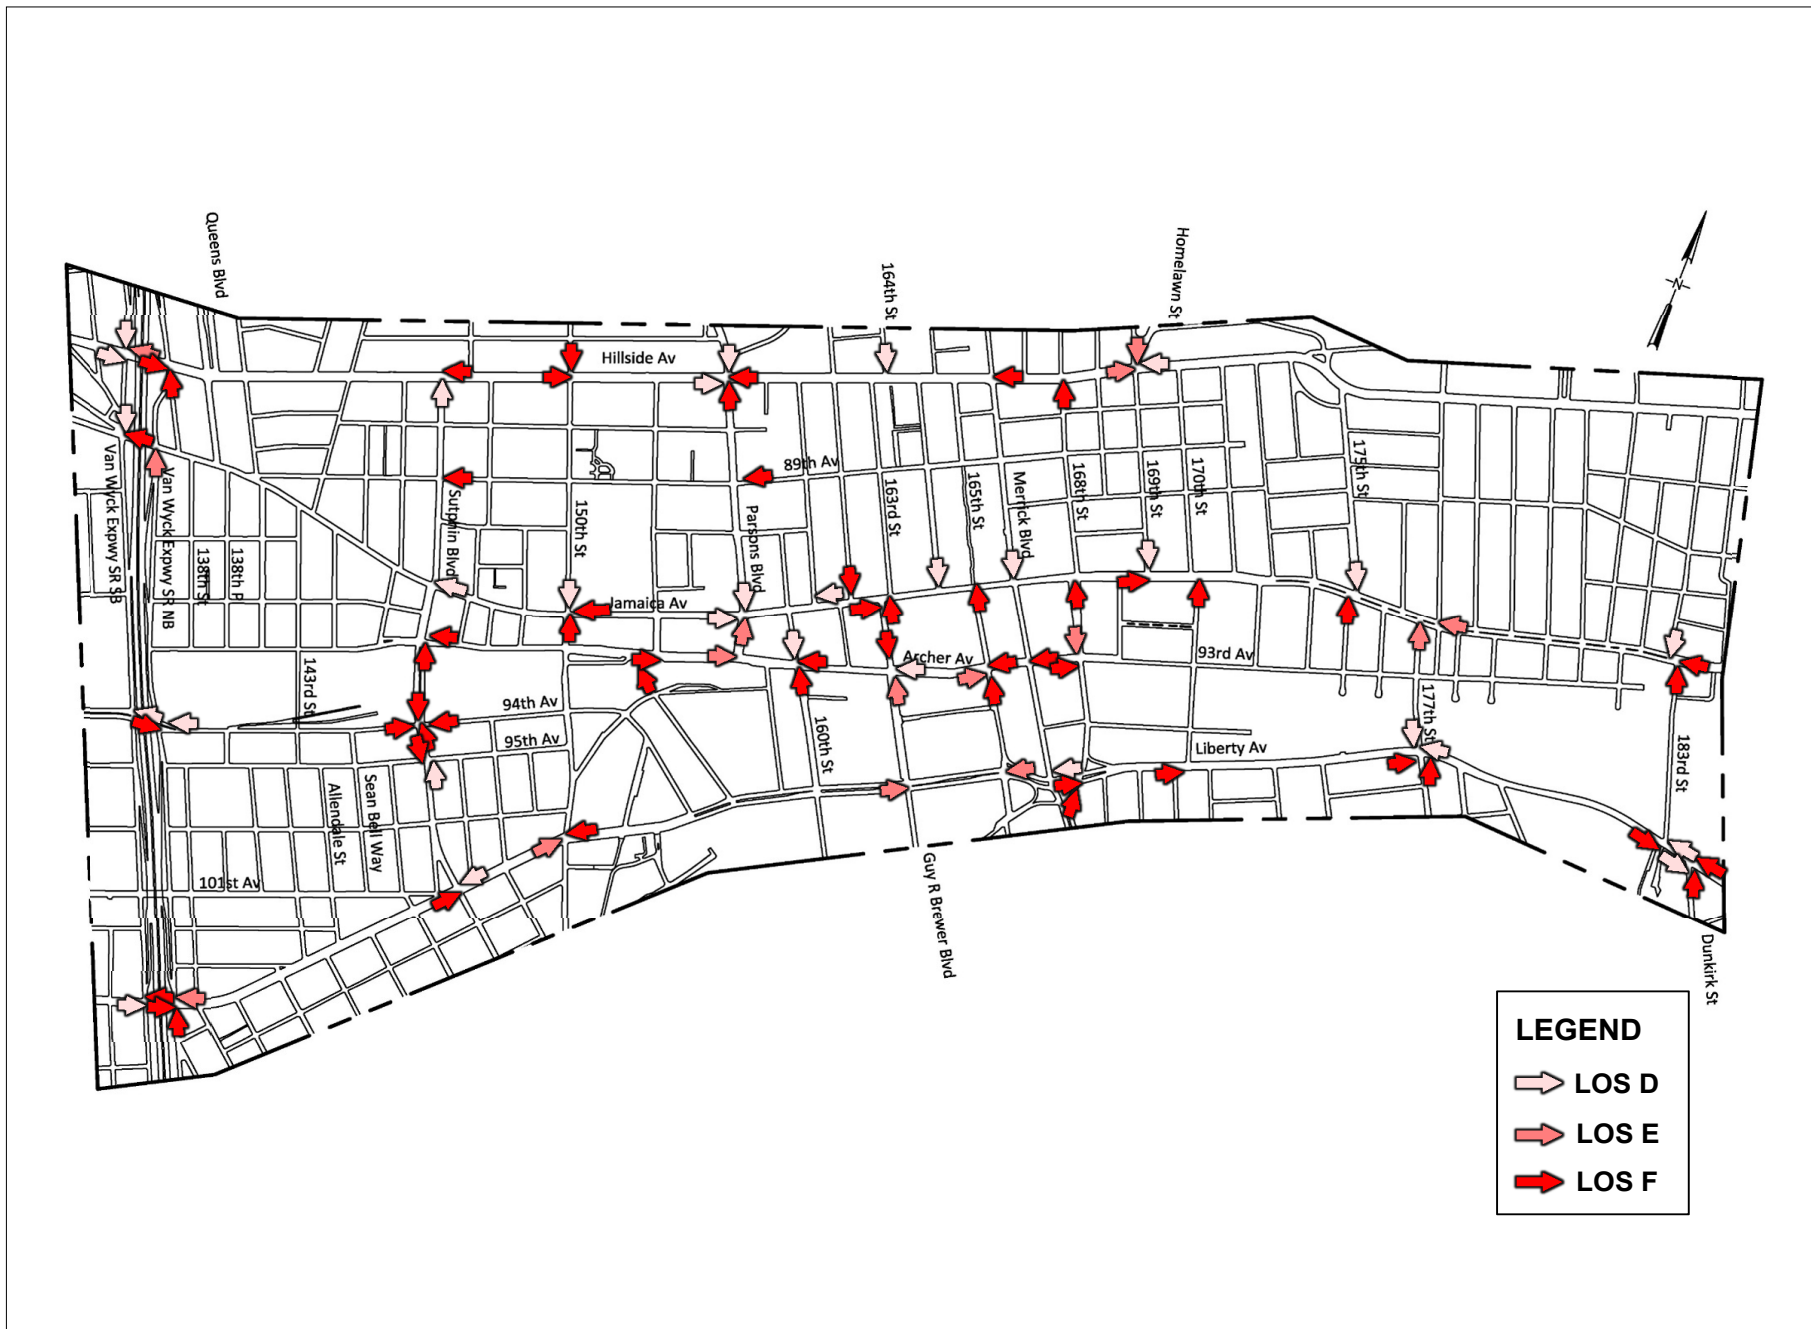 Queens Blvd
164th St
Homelawn St
N
Hillside Av
89th Av
Van Wyck Expwy SR SB
Van Wyck Expwy SR NB
138th St
138th Pl
Sutphin Blvd
150th St
Parsons Blvd
163rd St
165th St
Merrick Blvd
168th St
169th St
170th St
175th St
Jamaica Av
Archer Av
93rd Av
143rd St
94th Av
95th Av
160th St
177th St
Liberty Av
183rd St
Allendale St
Sean Bell Way
101st Av
Guy R Brewer Blvd
Dunkirk St
LEGEND
LOS D
LOS E
LOS F